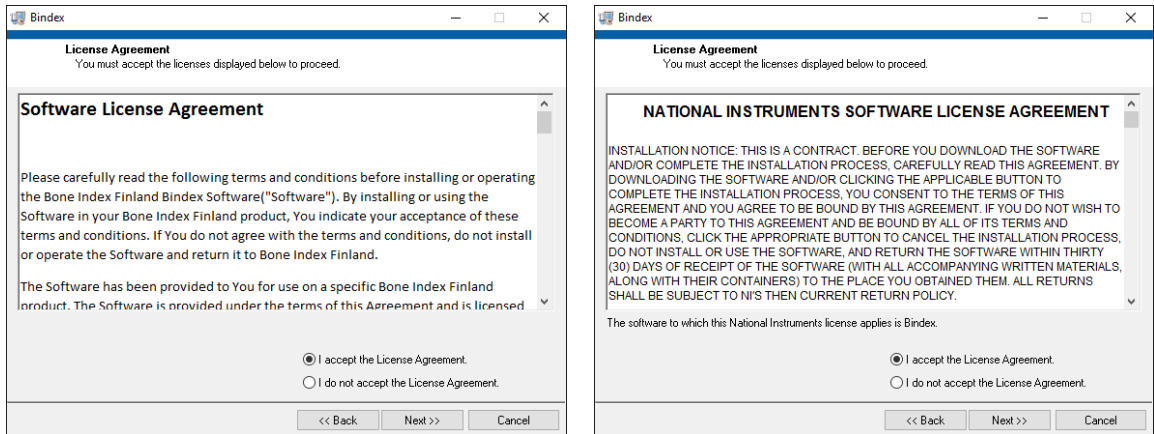 Bindex
License Agreement
You must accept the licenses displayed below to proceed.
Software License Agreement
Please carefully read the following terms and conditions before installing or operating
the Bone Index Finland Bindex Software("Software"). By installing or using the
Software in your Bone Index Finland product, You indicate your acceptance of these
terms and conditions. If You do not agree with the terms and conditions, do not install
or operate the Software and return it to Bone Index Finland.
The Software has been provided to You for use on a specific Bone Index Finland
product. The Software is provided under the terms of this Agreement and is licensed
I accept the License Agreement.
I do not accept the License Agreement.
<< Back
Next >>
Cancel
Bindex
License Agreement
You must accept the licenses displayed below to proceed.
NATIONAL INSTRUMENTS SOFTWARE LICENSE AGREEMENT
INSTALLATION NOTICE: THIS IS A CONTRACT. BEFORE YOU DOWNLOAD THE SOFTWARE
AND/OR COMPLETE THE INSTALLATION PROCESS, CAREFULLY READ THIS AGREEMENT. BY
DOWNLOADING THE SOFTWARE AND/OR CLICKING THE APPLICABLE BUTTON TO
COMPLETE THE INSTALLATION PROCESS, YOU CONSENT TO THE TERMS OF THIS
AGREEMENT AND YOU AGREE TO BE BOUND BY THIS AGREEMENT. IF YOU DO NOT WISH TO
BECOME A PARTY TO THIS AGREEMENT AND BE BOUND BY ALL OF ITS TERMS AND
CONDITIONS, CLICK THE APPROPRIATE BUTTON TO CANCEL THE INSTALLATION PROCESS,
DO NOT INSTALL OR USE THE SOFTWARE, AND RETURN THE SOFTWARE WITHIN THIRTY
(30) DAYS OF RECEIPT OF THE SOFTWARE (WITH ALL ACCOMPANYING WRITTEN MATERIALS,
ALONG WITH THEIR CONTAINERS) TO THE PLACE YOU OBTAINED THEM. ALL RETURNS
SHALL BE SUBJECT TO NI'S THEN CURRENT RETURN POLICY.
The software to which this National Instruments license applies is Bindex.
I accept the License Agreement.
I do not accept the License Agreement.
<< Back
Next >>
Cancel